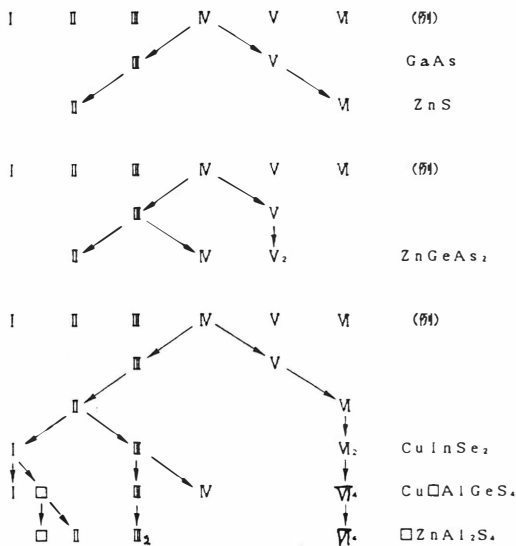 I II III IV V VI (例)
III V GaAs
II VI ZnS
I II III IV V VI (例)
III V
II IV V₂ ZnGeAs₂
I II III IV V VI (例)
III V
II VI
I III VI₂ CuInSe₂
I □ III IV VI₄ Cu□AlGeS₄
□ II III₂ VI₄ □ZnAl₂S₄